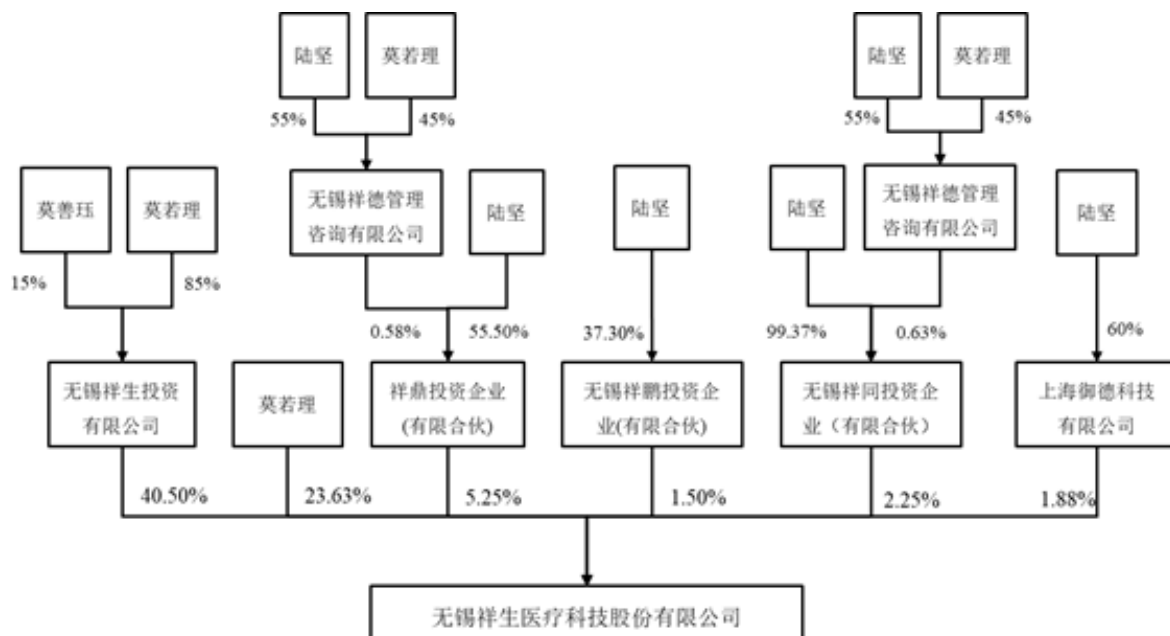 陆坚
莫若理
陆坚
莫若理
55%
45%
55%
45%
莫善珏
莫若理
无锡祥德管理
咨询有限公司
陆坚
陆坚
陆坚
无锡祥德管理
咨询有限公司
陆坚
15%
85%
0.58%
55.50%
37.30%
99.37%
0.63%
60%
无锡祥生投资
有限公司
莫若理
祥鼎投资企业
(有限合伙)
无锡祥鹏投资企
业(有限合伙)
无锡祥同投资企
业（有限合伙）
上海御德科技
有限公司
40.50%
23.63%
5.25%
1.50%
2.25%
1.88%
无锡祥生医疗科技股份有限公司